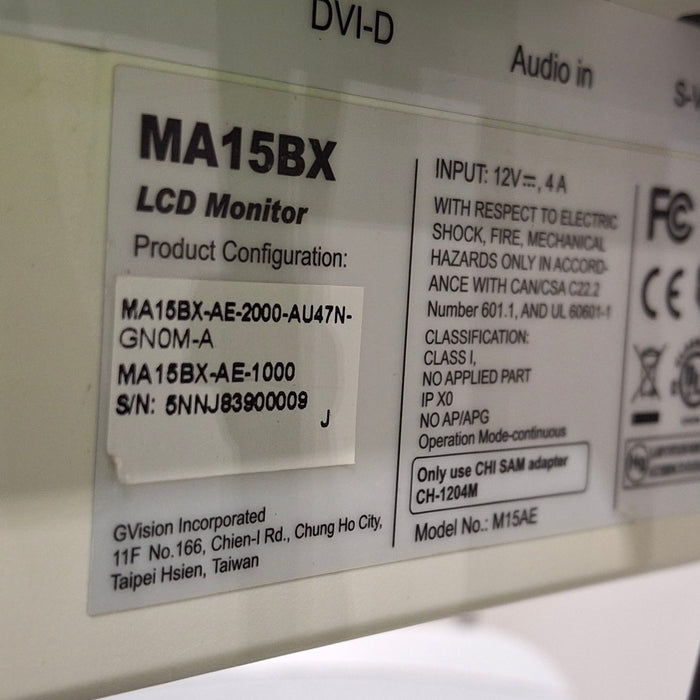 DVI-D
Audio in
S-V
MA15BX
LCD Monitor
Product Configuration:
MA15BX-AE-2000-AU47N-
GN0M-A
MA15BX-AE-1000
S/N: 5NNJ83900009
J
GVision Incorporated
11F No.166, Chien-I Rd., Chung Ho City,
Taipei Hsien, Taiwan
INPUT: 12V⎓, 4 A
WITH RESPECT TO ELECTRIC
SHOCK, FIRE, MECHANICAL
HAZARDS ONLY IN ACCORD-
ANCE WITH CAN/CSA C22.2
Number 601.1, AND UL 60601-1
CLASSIFICATION:
CLASS I,
NO APPLIED PART
IP X0
NO AP/APG
Operation Mode-continuous
Only use CHI SAM adapter
CH-1204M
Model No.: M15AE
FC
CE